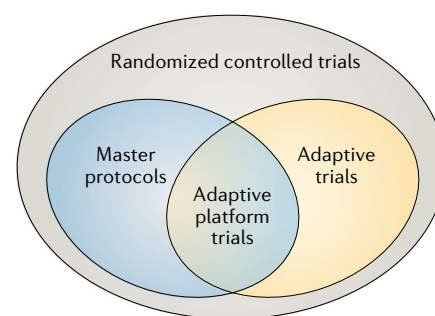 Randomized controlled trials
Master
protocols
Adaptive
platform
trials
Adaptive
trials